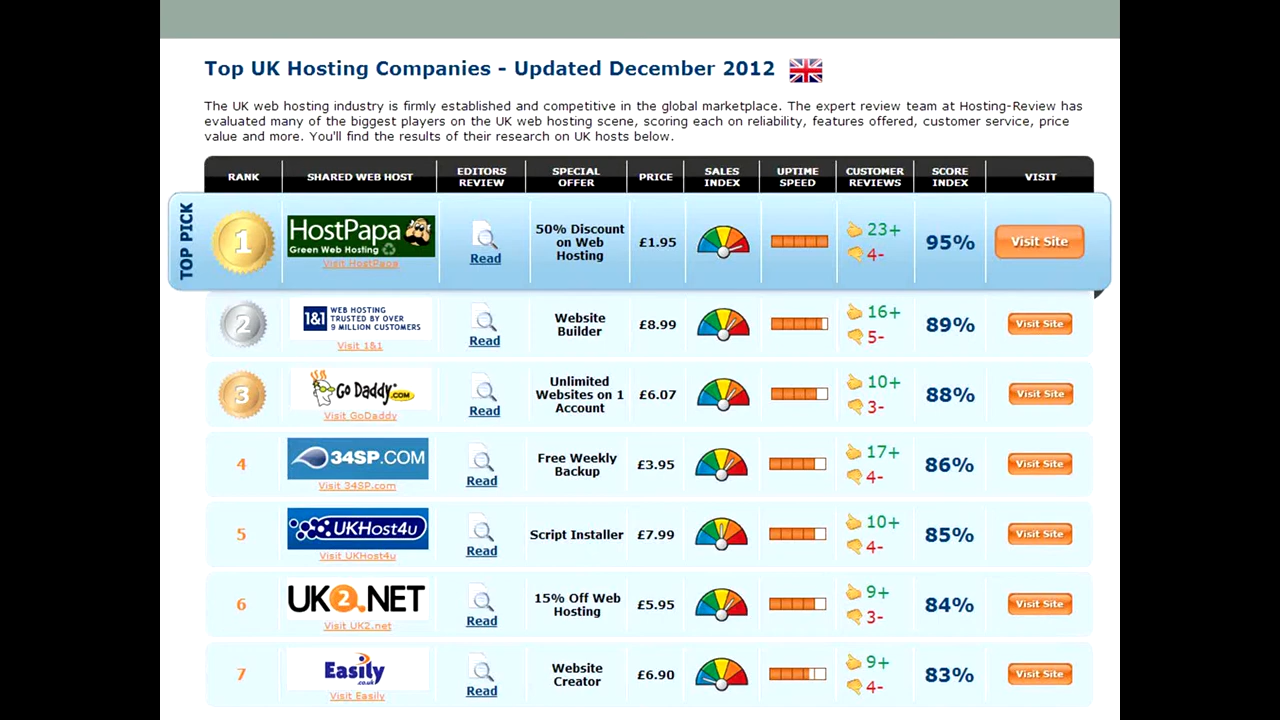 Top UK Hosting Companies - Updated December 2012
The UK web hosting industry is firmly established and competitive in the global marketplace. The expert review team at Hosting-Review has
evaluated many of the biggest players on the UK web hosting scene, scoring each on reliability, features offered, customer service, price
value and more. You'll find the results of their research on UK hosts below.
RANK SHARED WEB HOST EDITORS REVIEW SPECIAL OFFER PRICE SALES INDEX UPTIME SPEED CUSTOMER REVIEWS SCORE INDEX VISIT
TOP PICK
1
HostPapa
Green Web Hosting
Visit HostPapa
Read
50% Discount
on Web
Hosting
£1.95
23+
4-
95%
Visit Site
2
1&1
WEB HOSTING
TRUSTED BY OVER
9 MILLION CUSTOMERS
Visit 1&1
Read
Website
Builder
£8.99
16+
5-
89%
Visit Site
3
Go Daddy.COM
Visit GoDaddy
Read
Unlimited
Websites on 1
Account
£6.07
10+
3-
88%
Visit Site
4
34SP.COM
Visit 34SP.com
Read
Free Weekly
Backup
£3.95
17+
4-
86%
Visit Site
5
UKHost4u
Visit UKHost4u
Read
Script Installer
£7.99
10+
4-
85%
Visit Site
6
UK2.NET
Visit UK2.net
Read
15% Off Web
Hosting
£5.95
9+
3-
84%
Visit Site
7
Easily
.co.uk
Visit Easily
Read
Website
Creator
£6.90
9+
4-
83%
Visit Site